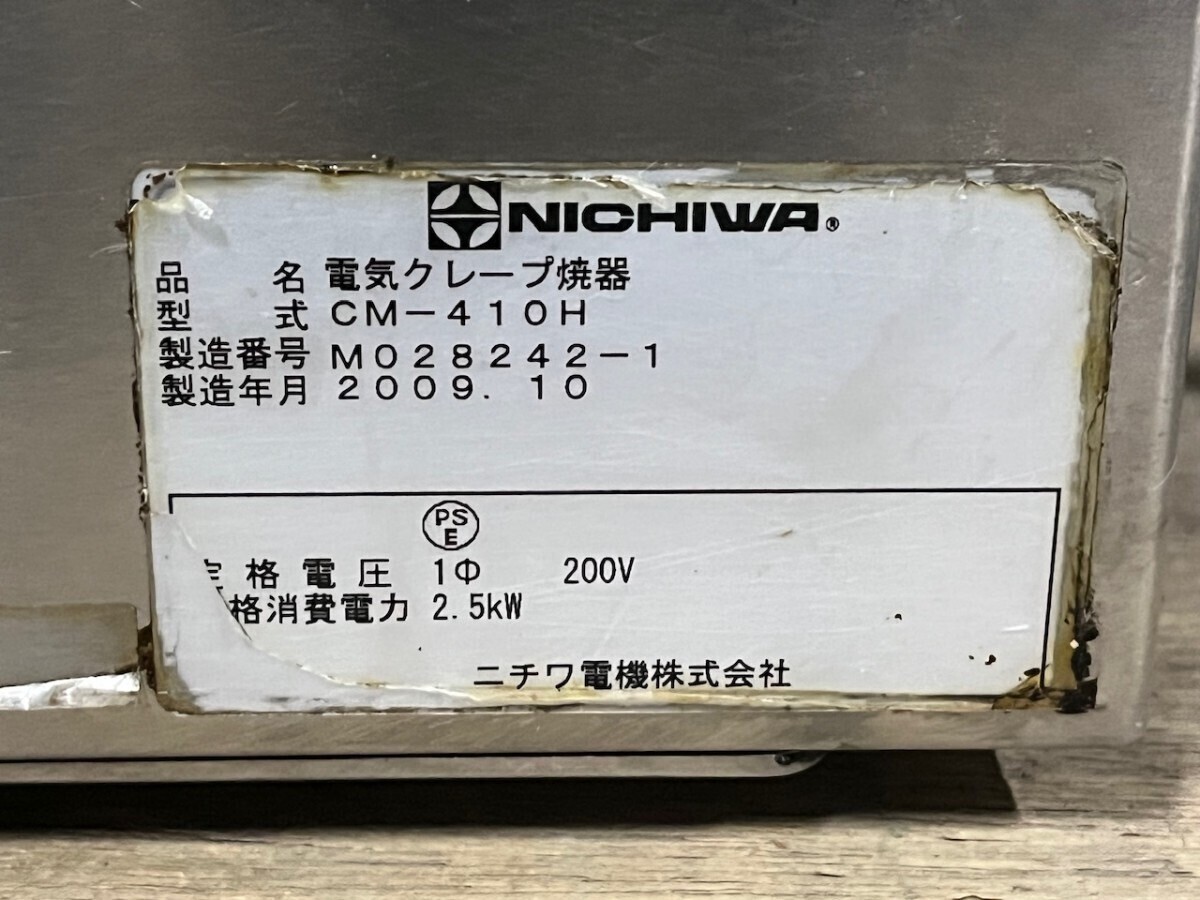 NICHIWA®
品名 電気クレープ焼器
型式 CM-410H
製造番号 M028242-1
製造年月 2009.10
PSE
格電圧 1Φ 200V
格消費電力 2.5kW
ニチワ電機株式会社